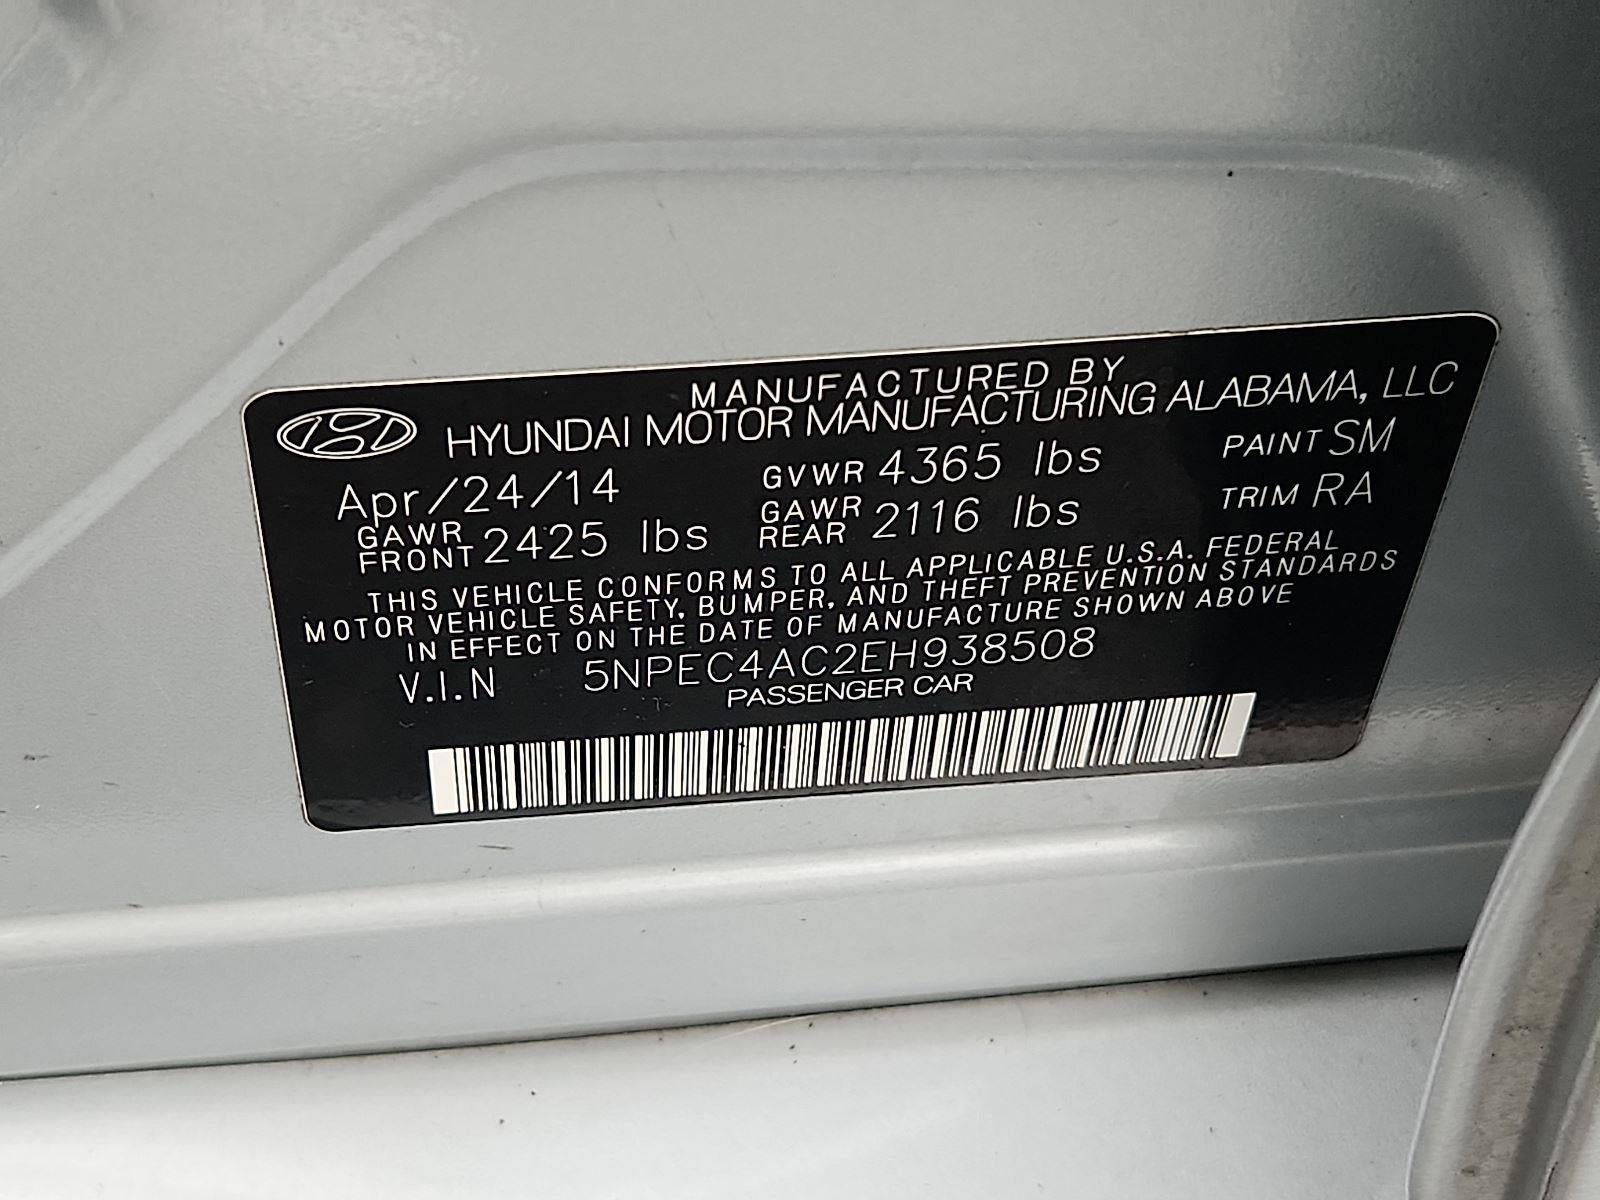 MANUFACTURED BY
HYUNDAI MOTOR MANUFACTURING ALABAMA, LLC
Apr/24/14 GVWR 4365 lbs PAINT SM
GAWR FRONT 2425 lbs GAWR REAR 2116 lbs TRIM RA
THIS VEHICLE CONFORMS TO ALL APPLICABLE U.S.A. FEDERAL
MOTOR VEHICLE SAFETY, BUMPER, AND THEFT PREVENTION STANDARDS
IN EFFECT ON THE DATE OF MANUFACTURE SHOWN ABOVE
V.I.N 5NPEC4AC2EH938508
PASSENGER CAR